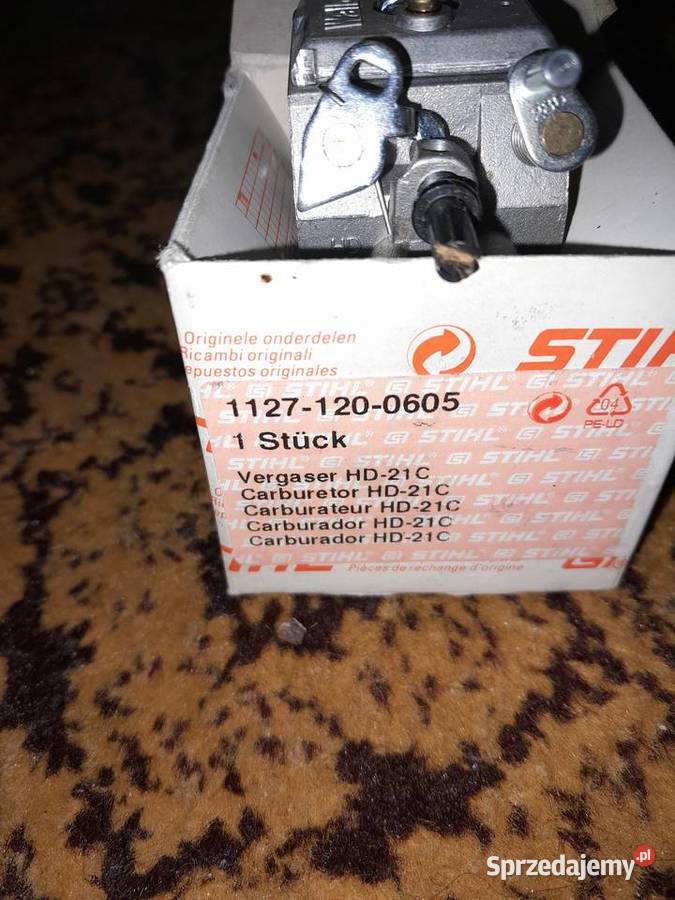 Originele onderdelen
Ricambi originali
epuestos originales
STIHL
1127-120-0605
1 Stück
04
PE-LD
Vergaser HD-21C
Carburetor HD-21C
Carburateur HD-21C
Carburador HD-21C
Carburador HD-21C
Pièces de rechange d'origine
Sprzedajemy.pl